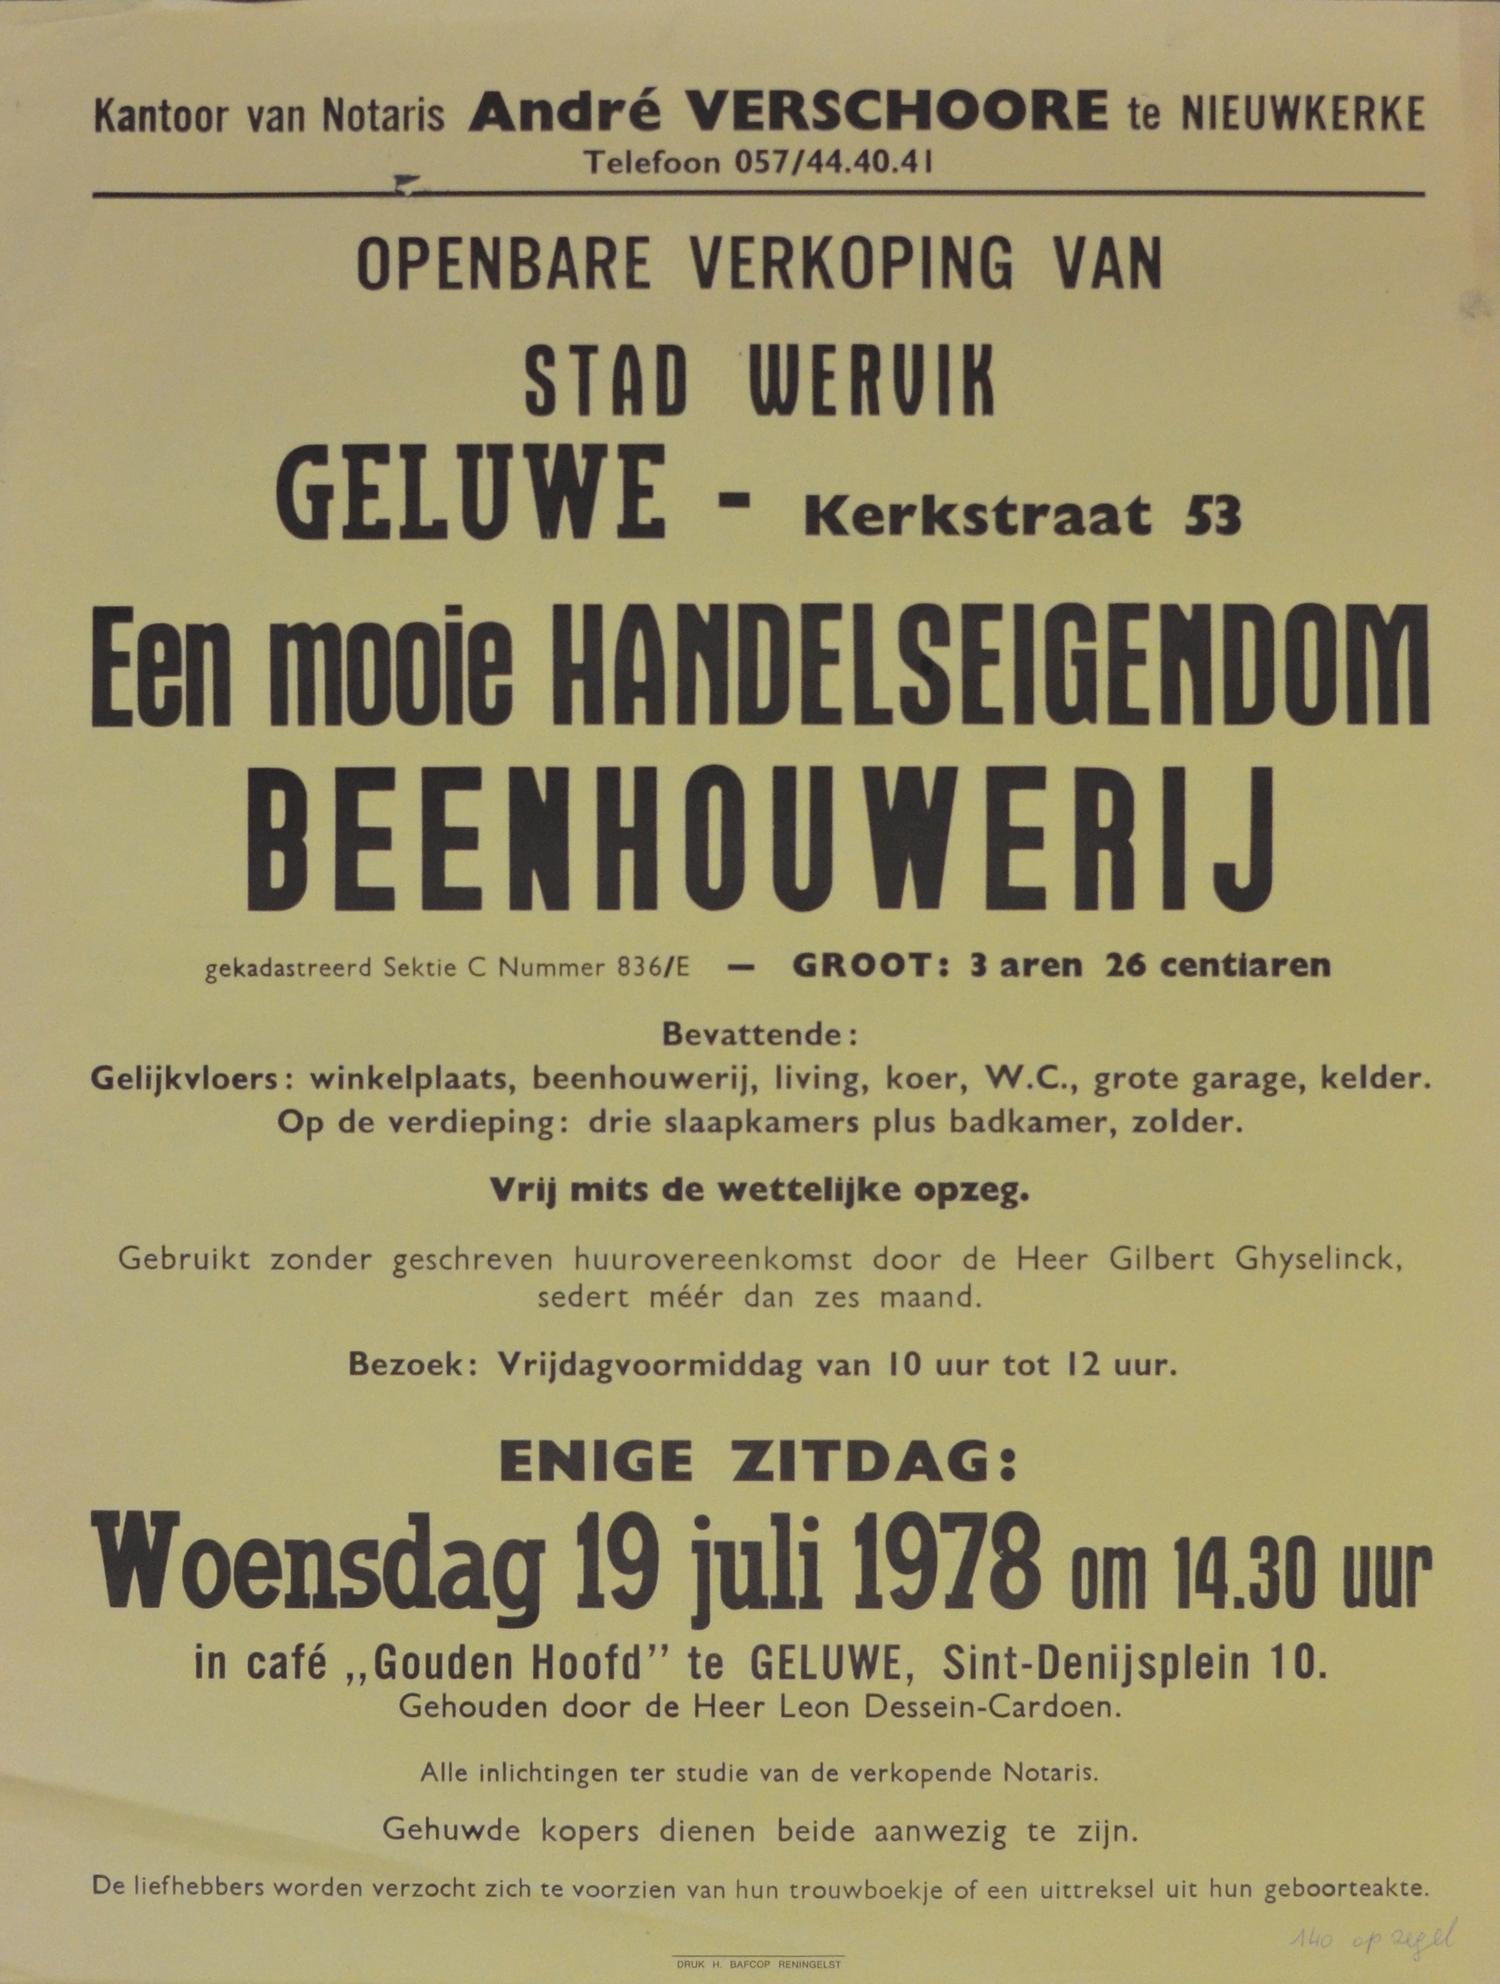 Kantoor van Notaris André VERSCHOORE te NIEUWKERKE
Telefoon 057/44.40.41
OPENBARE VERKOPING VAN
STAD WERVIK
GELUWE - Kerkstraat 53
Een mooie HANDELSEIGENDOM
BEENHOUWERIJ
gekadastreerd Sektie C Nummer 836/E — GROOT: 3 aren 26 centiaren
Bevattende:
Gelijkvloers: winkelplaats, beenhouwerij, living, koer, W.C., grote garage, kelder.
Op de verdieping: drie slaapkamers plus badkamer, zolder.
Vrij mits de wettelijke opzeg.
Gebruikt zonder geschreven huurovereenkomst door de Heer Gilbert Ghyselinck,
sedert méér dan zes maand.
Bezoek: Vrijdagvoormiddag van 10 uur tot 12 uur.
ENIGE ZITDAG:
Woensdag 19 juli 1978 om 14.30 uur
in café „Gouden Hoofd” te GELUWE, Sint-Denijsplein 10.
Gehouden door de Heer Leon Dessein-Cardoen.
Alle inlichtingen ter studie van de verkopende Notaris.
Gehuwde kopers dienen beide aanwezig te zijn.
De liefhebbers worden verzocht zich te voorzien van hun trouwboekje of een uittreksel uit hun geboorteakte.
140 op zegel
DRUK H. BAFCOP RENINGELST